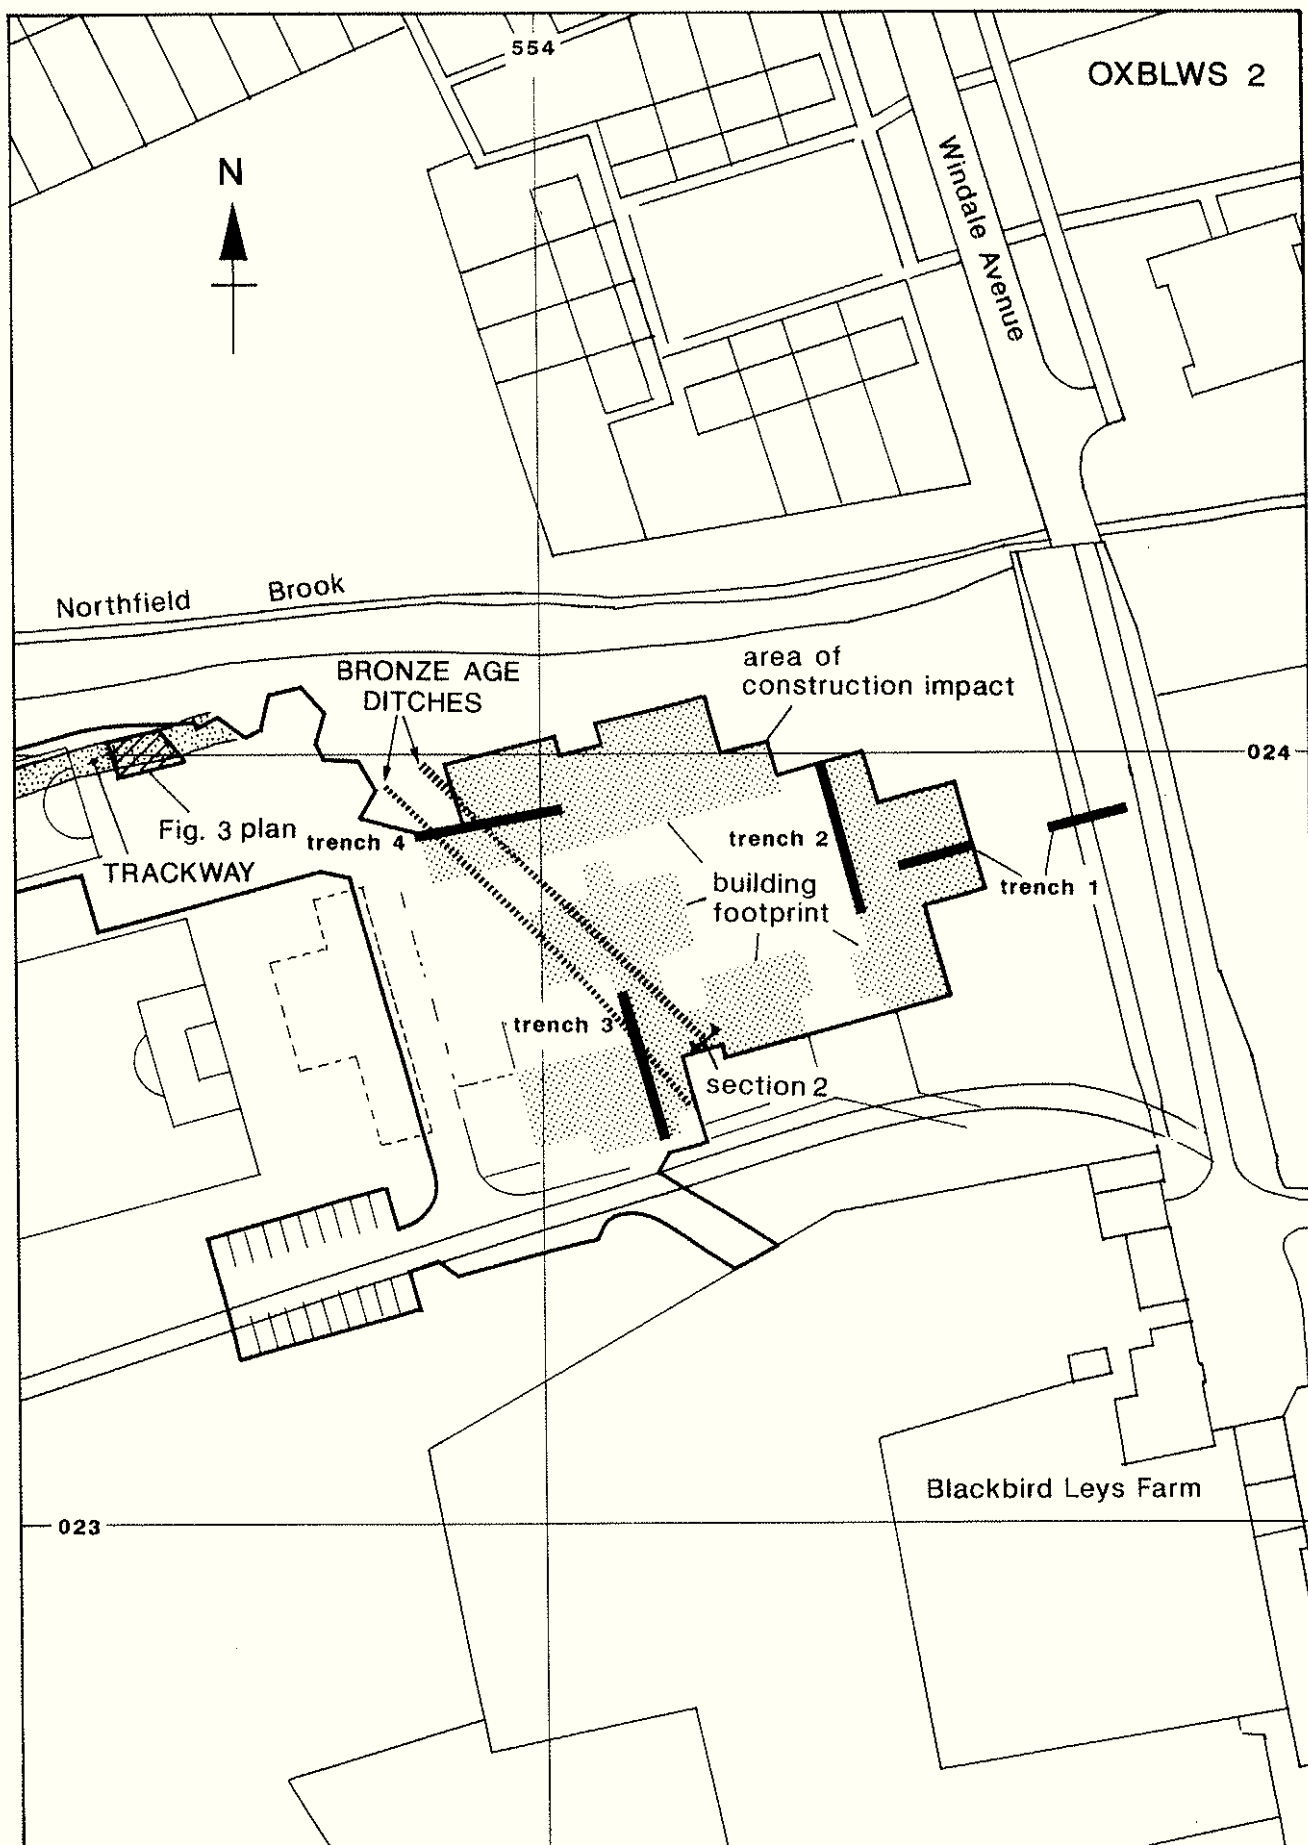 554
OXBLWS 2
N
Windale Avenue
Northfield Brook
BRONZE AGE
DITCHES
area of
construction impact
024
Fig. 3 plan
trench 4
trench 2
TRACKWAY
building
footprint
trench 1
trench 3
section 2
Blackbird Leys Farm
023